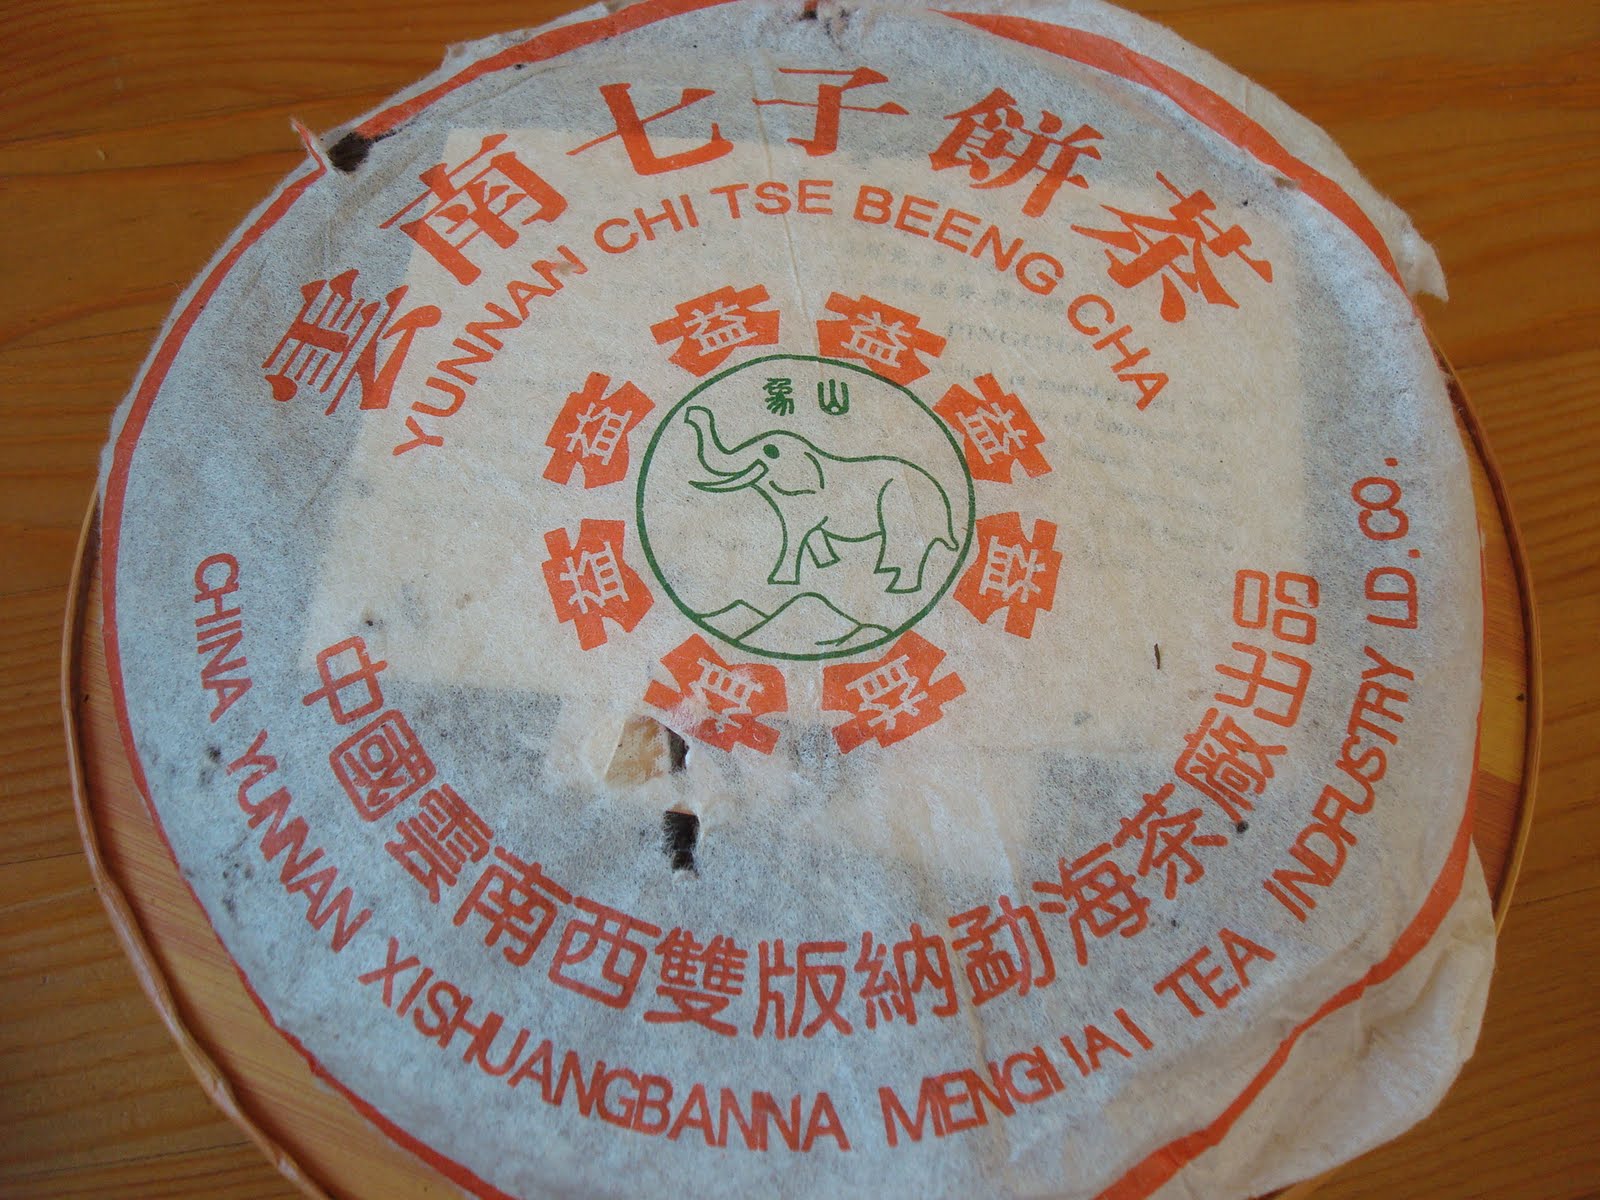 雲南七子餅茶
YUNNAN CHI TSE BEENG CHA
益 益 益 益 益 益 益 益
象山
中國雲南西雙版納勐海茶廠出品
CHINA YUNNAN XISHUANGBANNA MENGHAI TEA INDFUSTRY LD.CO.